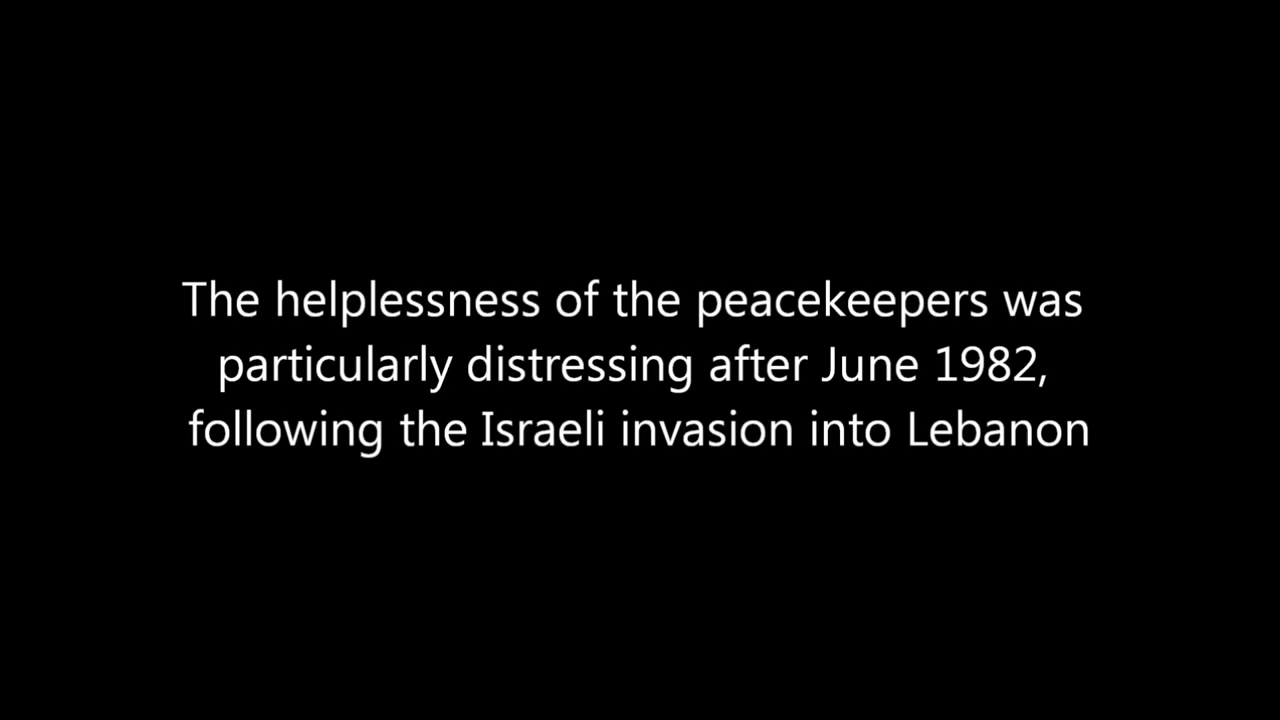 The helplessness of the peacekeepers was
particularly distressing after June 1982,
following the Israeli invasion into Lebanon